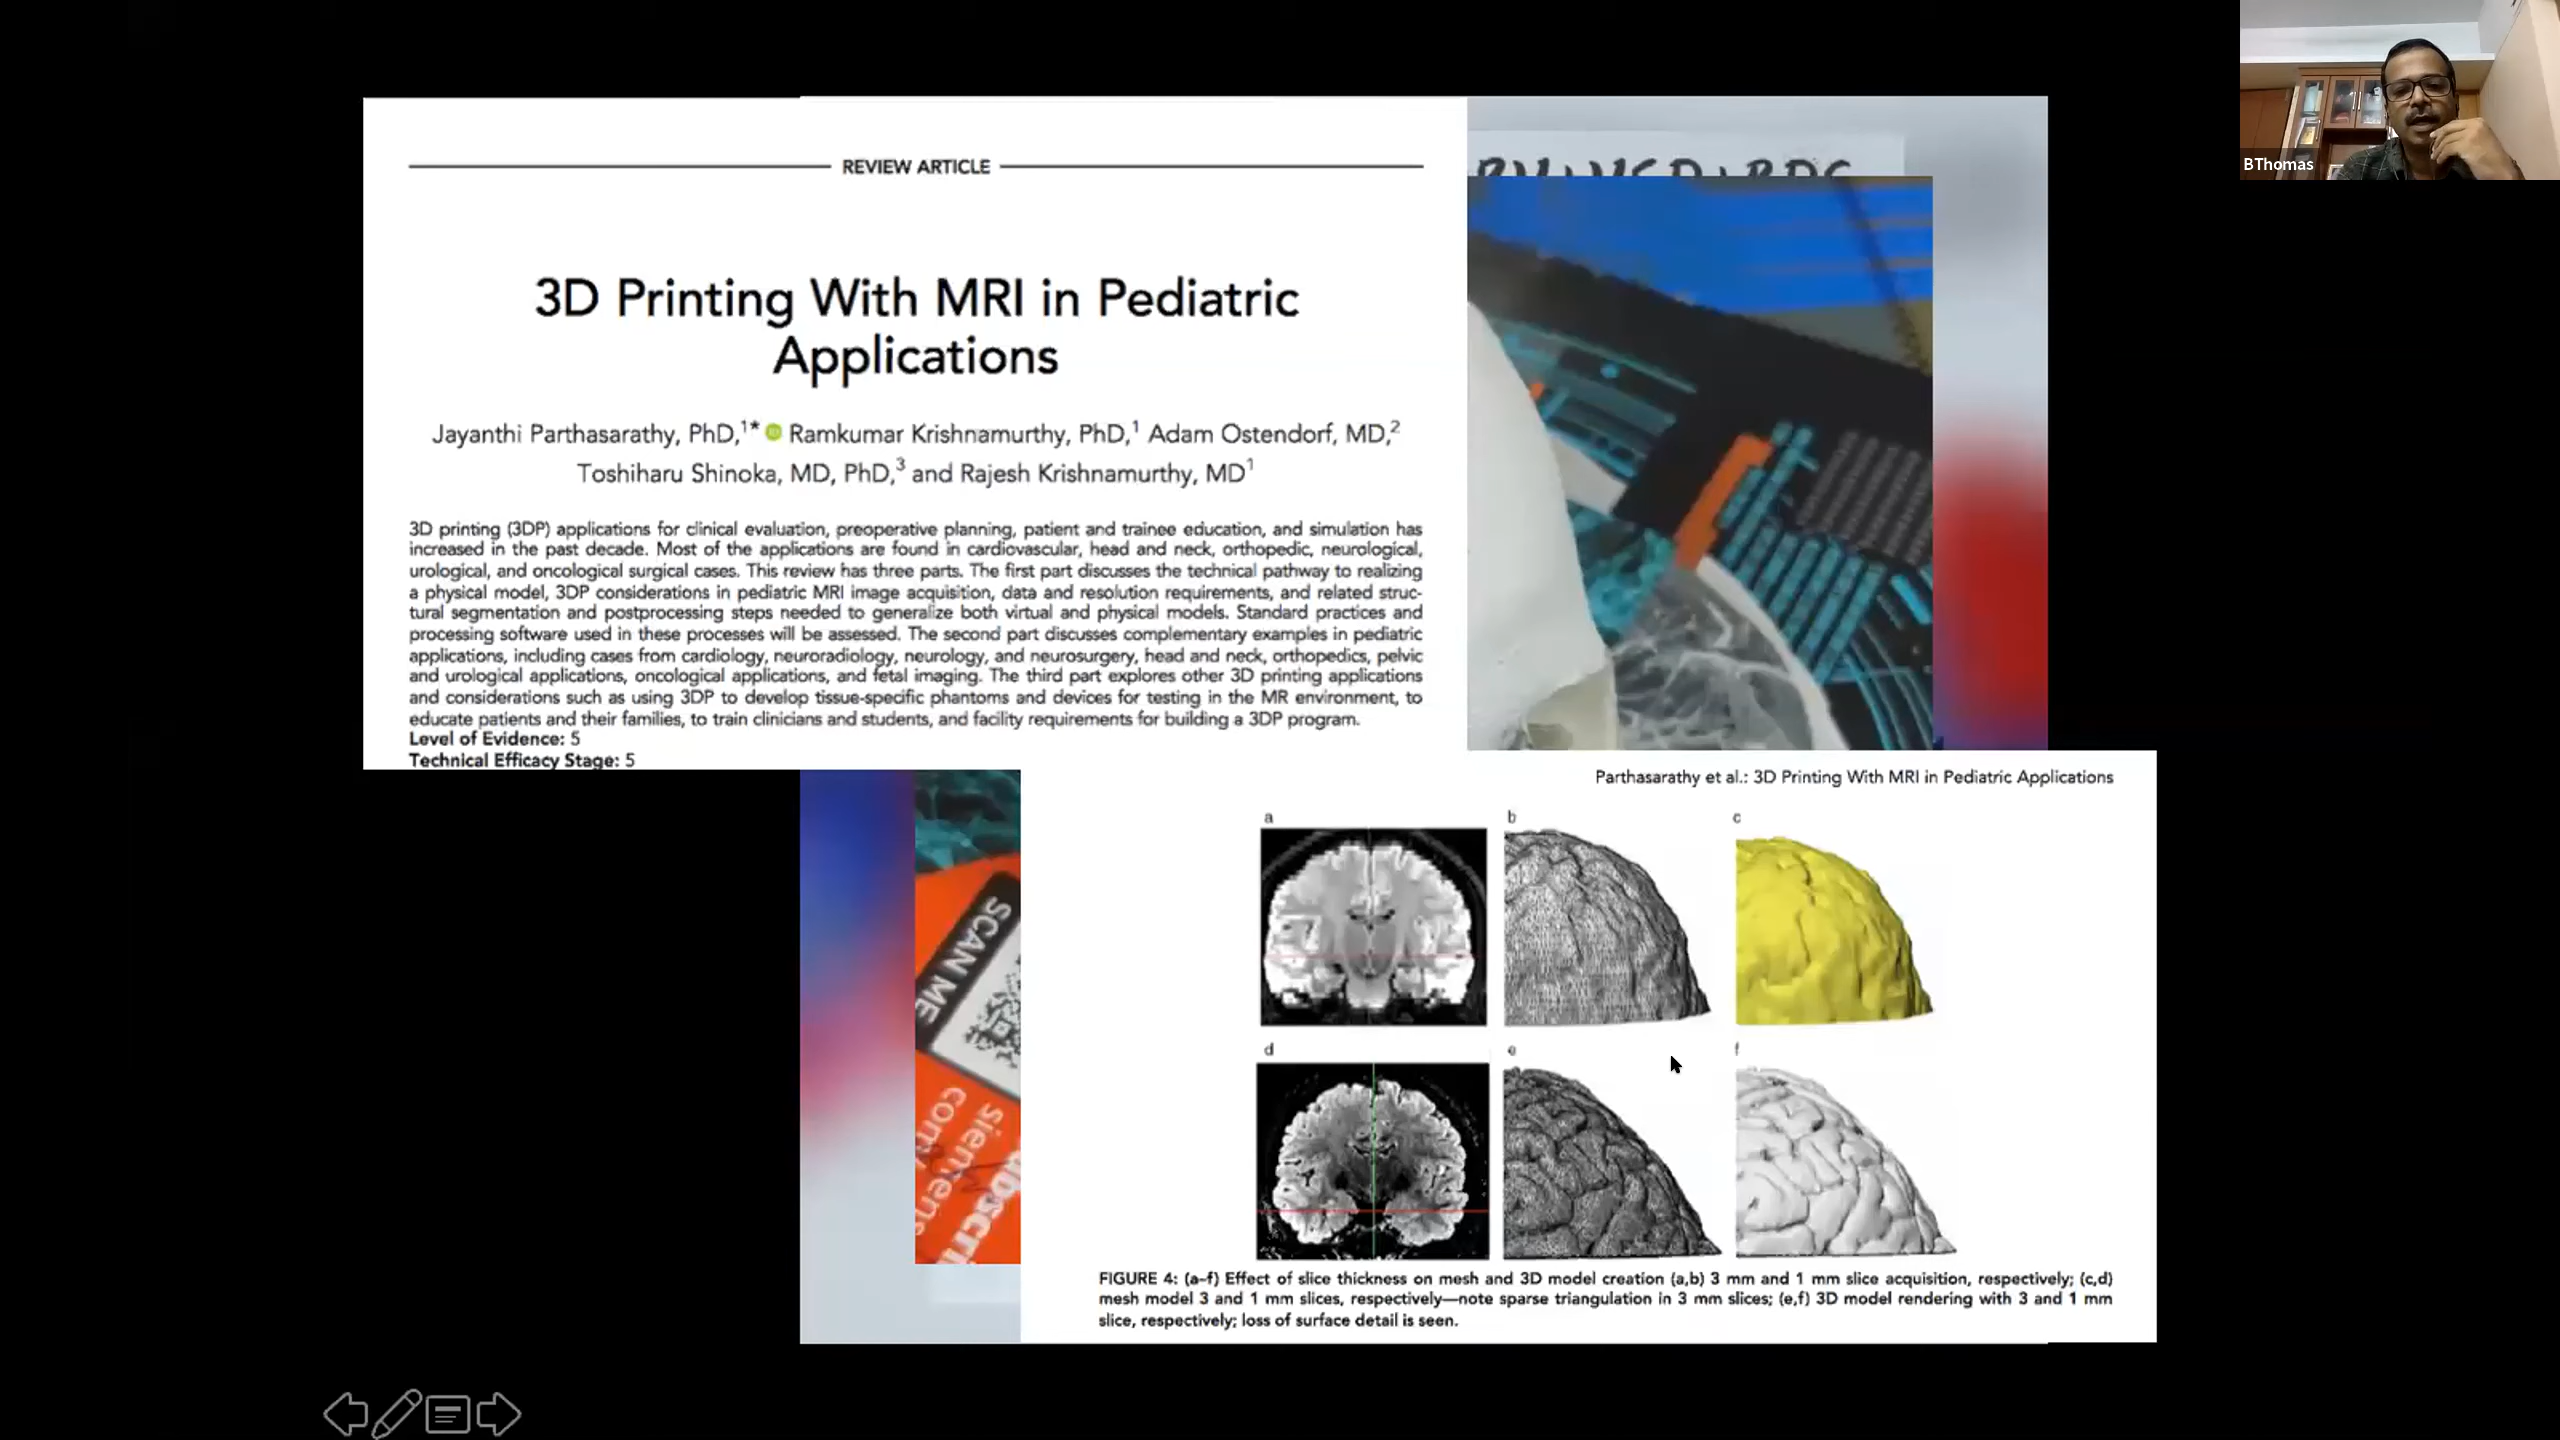 BThomas
REVIEW ARTICLE
3D Printing With MRI in Pediatric
Applications
Jayanthi Parthasarathy, PhD,1* Ramkumar Krishnamurthy, PhD,1 Adam Ostendorf, MD,2
Toshiharu Shinoka, MD, PhD,3 and Rajesh Krishnamurthy, MD1
3D printing (3DP) applications for clinical evaluation, preoperative planning, patient and trainee education, and simulation has
increased in the past decade. Most of the applications are found in cardiovascular, head and neck, orthopedic, neurological,
urological, and oncological surgical cases. This review has three parts. The first part discusses the technical pathway to realizing
a physical model, 3DP considerations in pediatric MRI image acquisition, data and resolution requirements, and related struc-
tural segmentation and postprocessing steps needed to generalize both virtual and physical models. Standard practices and
processing software used in these processes will be assessed. The second part discusses complementary examples in pediatric
applications, including cases from cardiology, neuroradiology, neurology, and neurosurgery, head and neck, orthopedics, pelvic
and urological applications, oncological applications, and fetal imaging. The third part explores other 3D printing applications
and considerations such as using 3DP to develop tissue-specific phantoms and devices for testing in the MR environment, to
educate patients and their families, to train clinicians and students, and facility requirements for building a 3DP program.
Level of Evidence: 5
Technical Efficacy Stage: 5
Parthasarathy et al.: 3D Printing With MRI in Pediatric Applications
a b c
d e f
SCAN ME
FIGURE 4: (a–f) Effect of slice thickness on mesh and 3D model creation (a,b) 3 mm and 1 mm slice acquisition, respectively; (c,d)
mesh model 3 and 1 mm slices, respectively—note sparse triangulation in 3 mm slices; (e,f) 3D model rendering with 3 and 1 mm
slice, respectively; loss of surface detail is seen.